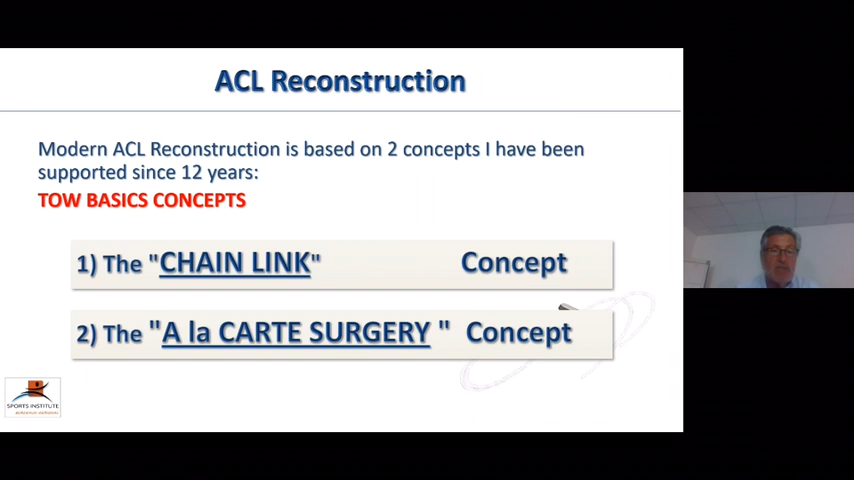 ACL Reconstruction
Modern ACL Reconstruction is based on 2 concepts I have been
supported since 12 years:
TOW BASICS CONCEPTS
1) The "CHAIN LINK" Concept
2) The "A la CARTE SURGERY " Concept
SPORTS INSTITUTE